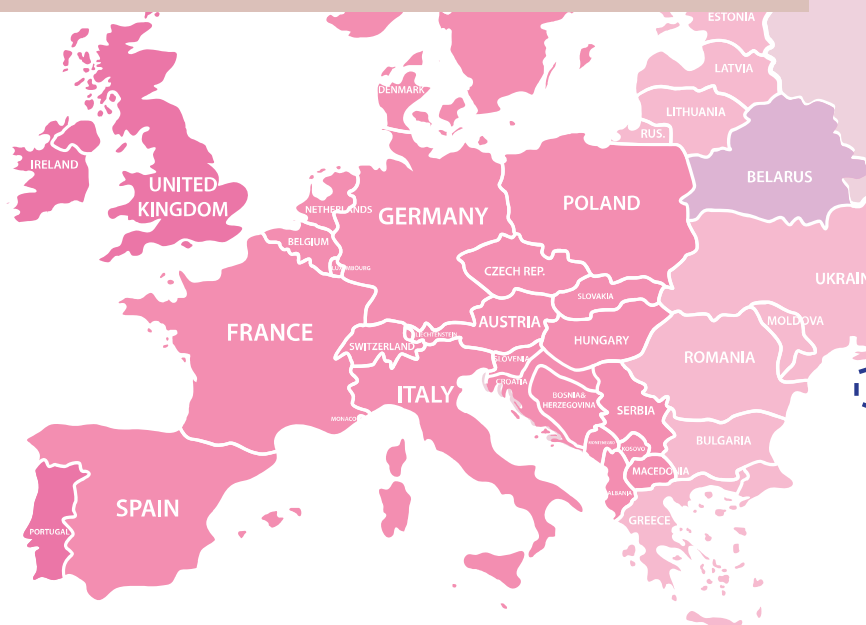 ESTONIA
LATVIA
DENMARK
LITHUANIA
RUS.
IRELAND
BELARUS
UNITED
KINGDOM
POLAND
NETHERLANDS
GERMANY
BELGIUM
LUXEMBOURG
CZECH REP.
UKRAIN
SLOVAKIA
AUSTRIA
MOLDOVA
FRANCE
LIECHTENSTEIN
HUNGARY
SWITZERLAND
SLOVENIA
ROMANIA
CROATIA
ITALY
BOSNIA&
HERZEGOVINA
SERBIA
MONACO
BULGARIA
MONTENEGRO
KOSOVO
MACEDONIA
ALBANIA
SPAIN
GREECE
PORTUGAL